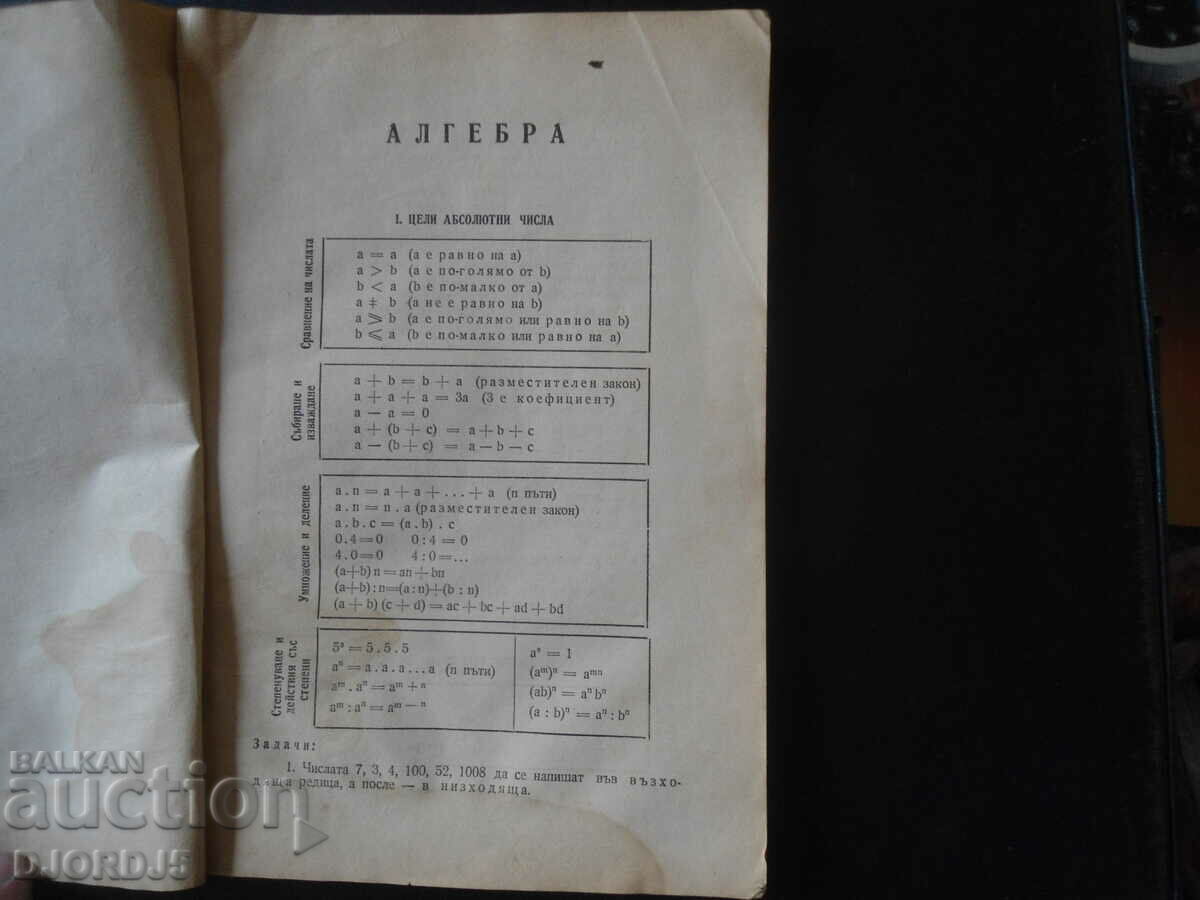 АЛГЕБРА
I. ЦЕЛИ АБСОЛЮТНИ ЧИСЛА
Сравнение на числата
a = a (a е равно на a)
a > b (a е по-голямо от b)
b < a (b е по-малко от a)
a ≠ b (a не е равно на b)
a ⩾ b (a е по-голямо или равно на b)
b ⩽ a (b е по-малко или равно на a)
Събиране и
изваждане
a + b = b + a (разместителен закон)
a + a + a = 3a (3 е коефициент)
a — a = 0
a + (b + c) = a + b + c
a — (b + c) = a — b — c
Умножение и деление
a . n = a + a + ... + a (n пъти)
a . n = n . a (разместителен закон)
a . b . c = (a . b) . c
0.4 = 0 0 : 4 = 0
4.0 = 0 4 : 0 = ...
(a+b) n = an + bn
(a+b) : n = (a : n) + (b : n)
(a + b) (c + d) = ac + bc + ad + bd
Степенуване и
действия със
степени
5³ = 5 . 5 . 5
aⁿ = a . a . a ... a (n пъти)
aᵐ . aⁿ = aᵐ ⁺ ⁿ
aᵐ : aⁿ = aᵐ ⁻ ⁿ
a° = 1
(aᵐ)ⁿ = aᵐⁿ
(ab)ⁿ = aⁿ bⁿ
(a : b)ⁿ = aⁿ : bⁿ
Задачи:
1. Числата 7, 3, 4, 100, 52, 1008 да се напишат във възхо-
дяща редица, а после — в низходяща.
BALKAN
auction
DJORDJ5